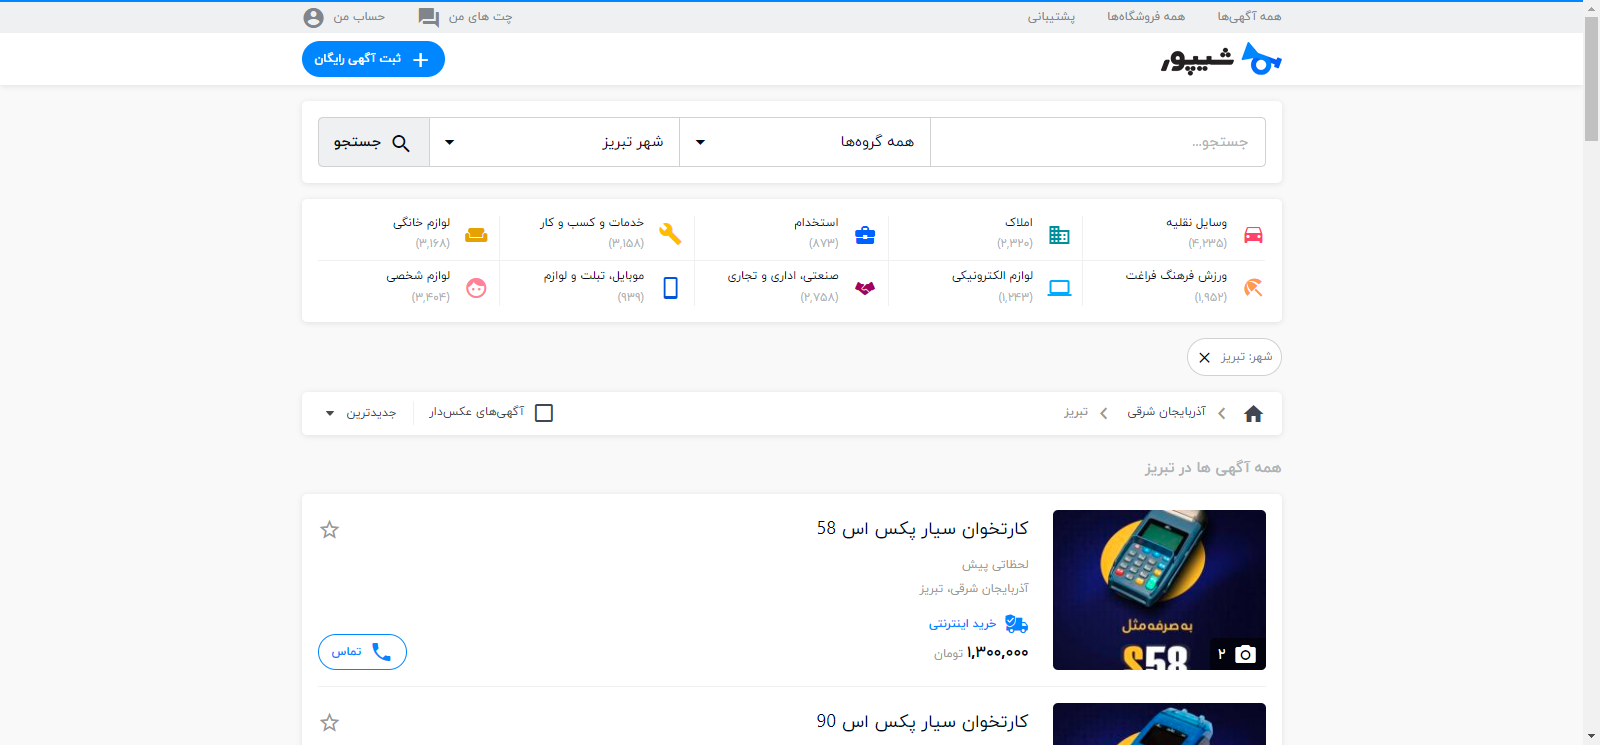 همه آگهی‌ها همه فروشگاه‌ها پشتیبانی چت های من حساب من
شیپور
ثبت آگهی رایگان
جستجو...
همه گروه‌ها
شهر تبریز
جستجو
وسایل نقلیه
(۴,۲۳۵)
املاک
(۲,۳۲۰)
استخدام
(۸۷۳)
خدمات و کسب و کار
(۳,۱۵۸)
لوازم خانگی
(۳,۱۶۸)
ورزش فرهنگ فراغت
(۱,۹۵۲)
لوازم الکترونیکی
(۱,۲۴۳)
صنعتی، اداری و تجاری
(۲,۷۵۸)
موبایل، تبلت و لوازم
(۹۳۹)
لوازم شخصی
(۳,۴۰۴)
شهر: تبریز
آذربایجان شرقی
تبریز
آگهی‌های عکس‌دار
جدیدترین
همه آگهی ها در تبریز
کارتخوان سیار پکس اس 58
لحظاتی پیش
آذربایجان شرقی، تبریز
خرید اینترنتی
۱,۳۰۰,۰۰۰ تومان
تماس
به صرفه مثل
S58
۲
کارتخوان سیار پکس اس 90